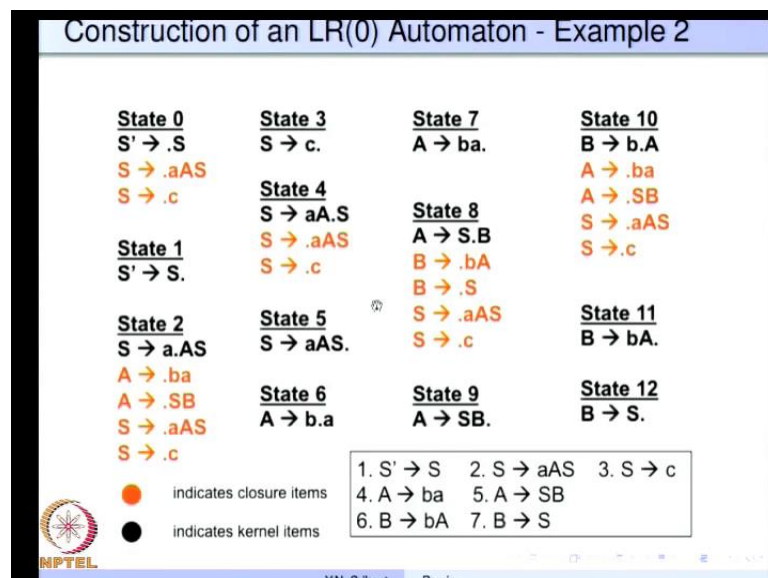 Construction of an LR(0) Automaton - Example 2
State 0
S' → .S
S → .aAS
S → .c
State 1
S' → S.
State 2
S → a.AS
A → .ba
A → .SB
S → .aAS
S → .c
State 3
S → c.
State 4
S → aA.S
S → .aAS
S → .c
State 5
S → aAS.
State 6
A → b.a
State 7
A → ba.
State 8
A → S.B
B → .bA
B → .S
S → .aAS
S → .c
State 9
A → SB.
State 10
B → b.A
A → .ba
A → .SB
S → .aAS
S →.c
State 11
B → bA.
State 12
B → S.
indicates closure items
indicates kernel items
1. S' → S 2. S → aAS 3. S → c
4. A → ba 5. A → SB
6. B → bA 7. B → S
NPTEL